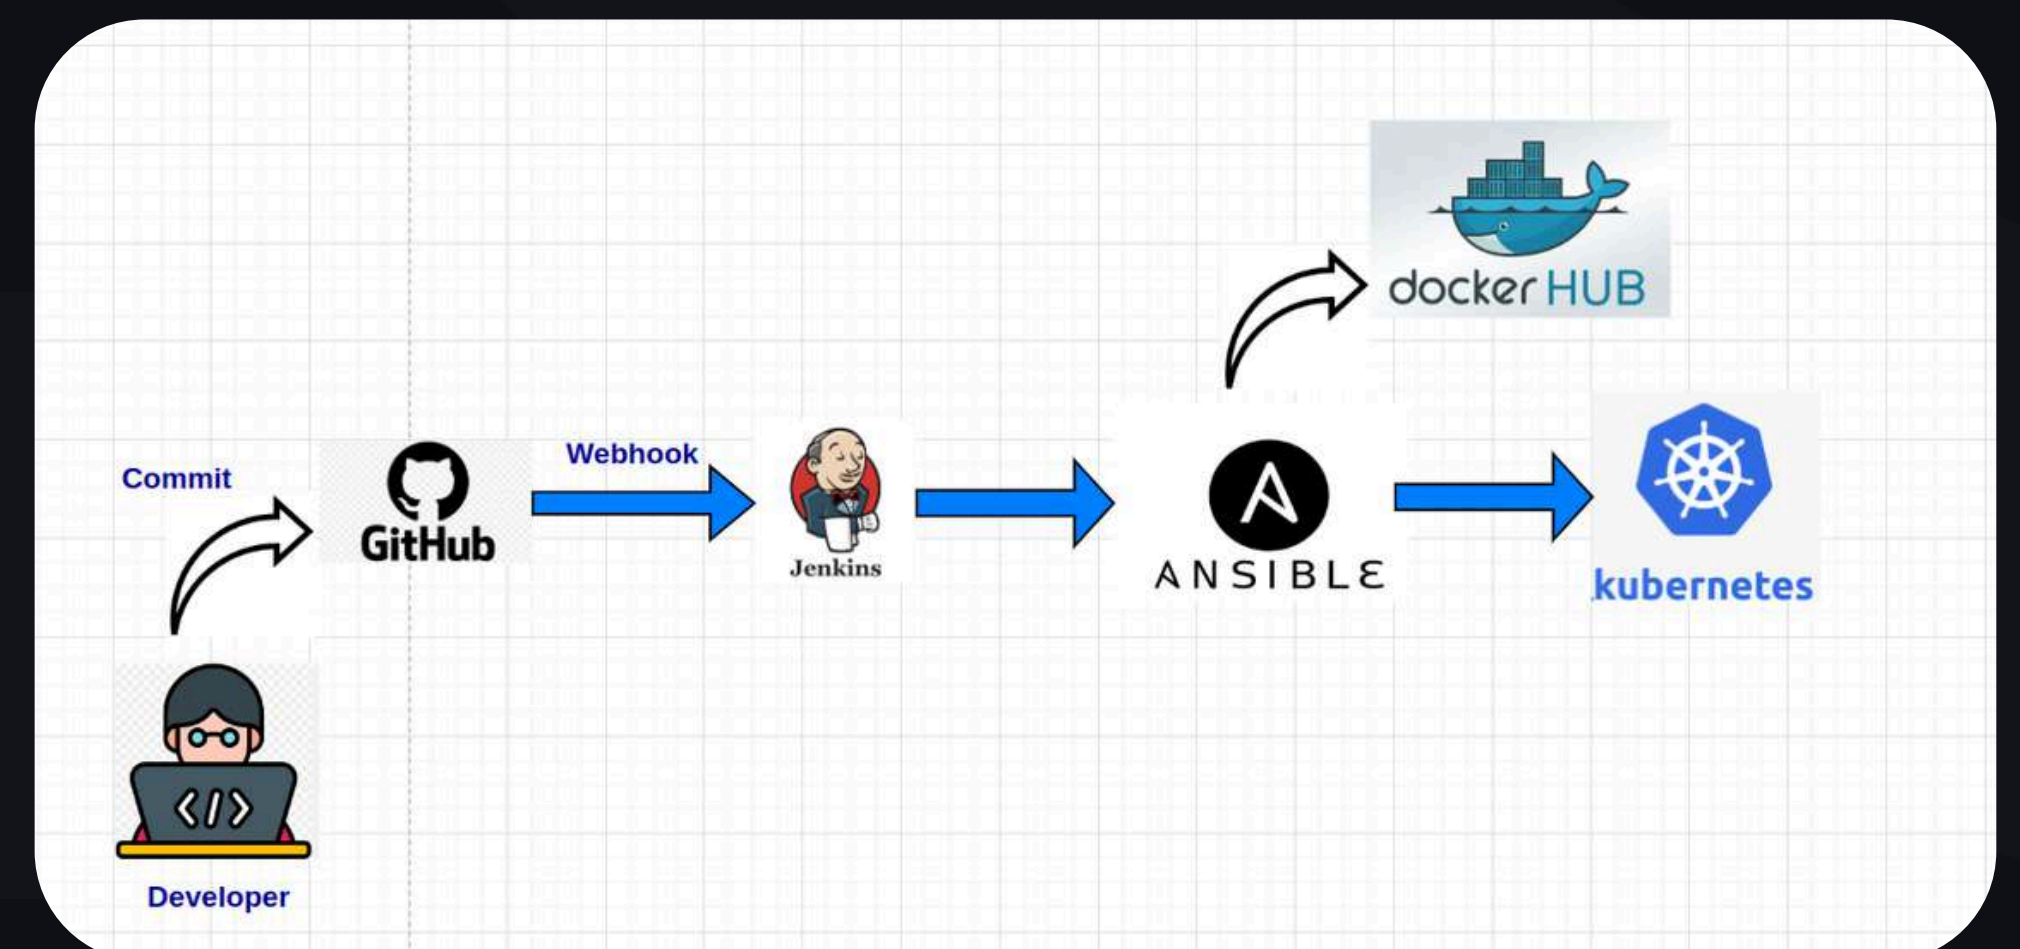 docker HUB
Commit
Webhook
GitHub
Jenkins
ANSIBLE
kubernetes
</>
Developer